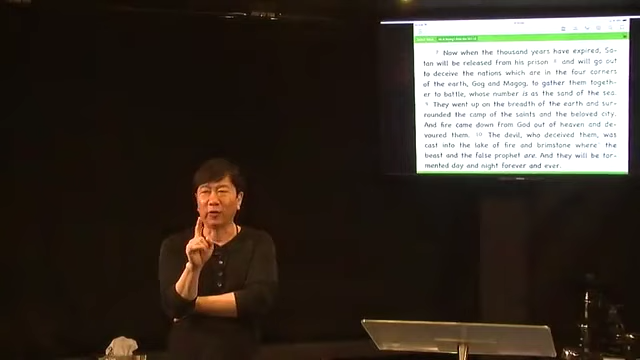 7 Now when the thousand years have expired, Sa-
tan will be released from his prison 8 and will go out
to deceive the nations which are in the four corners
of the earth, Gog and Magog, to gather them togeth-
er to battle, whose number is as the sand of the sea.
9 They went up on the breadth of the earth and sur-
rounded the camp of the saints and the beloved city.
And fire came down from God out of heaven and de-
voured them. 10 The devil, who deceived them, was
cast into the lake of fire and brimstone where the
beast and the false prophet are. And they will be tor-
mented day and night forever and ever.